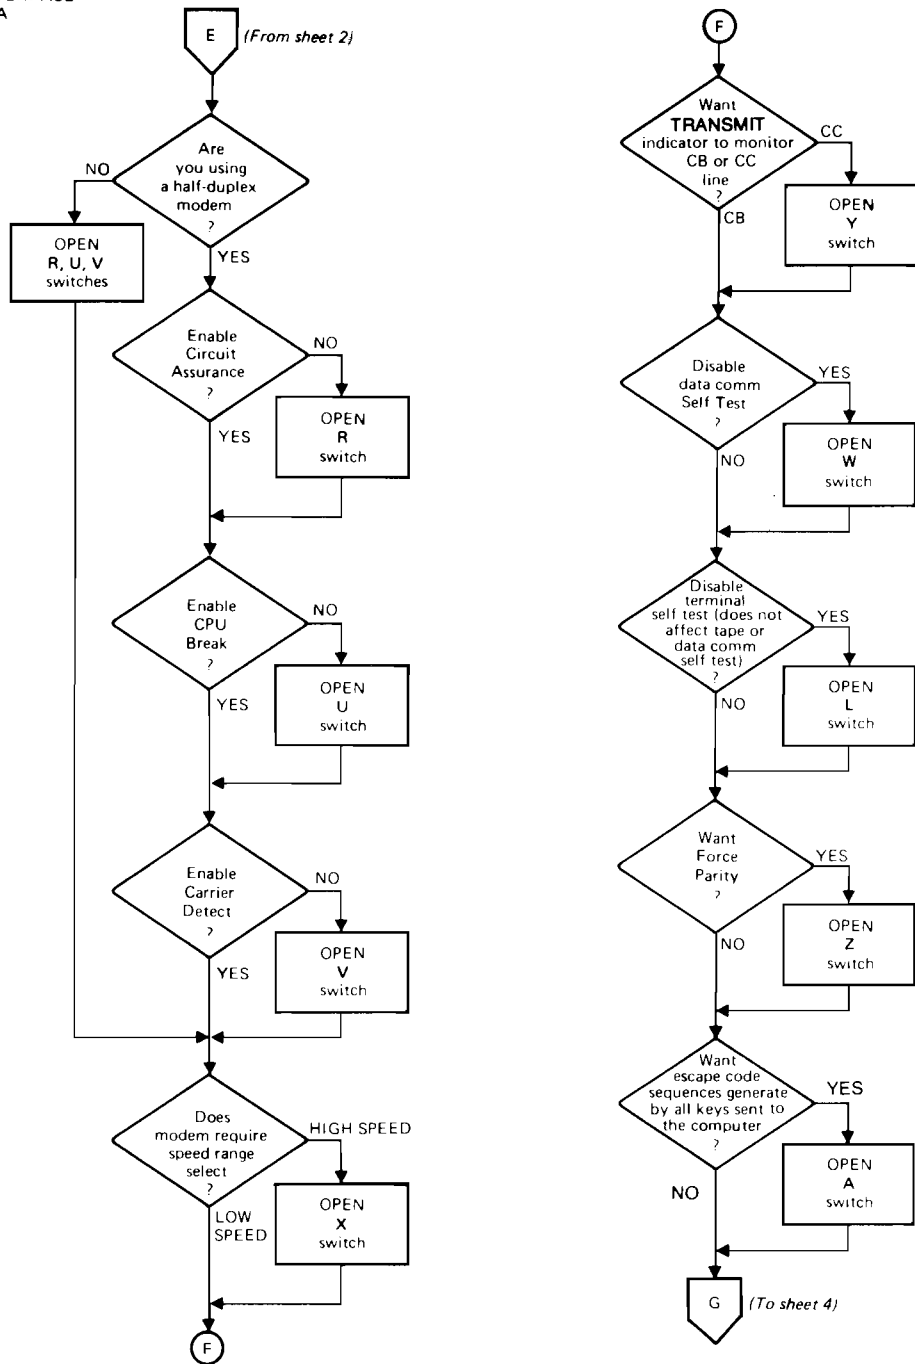 A
E
(From sheet 2)
Are
you using
a half-duplex
modem
?
NO
YES
OPEN
R, U, V
switches
Enable
Circuit
Assurance
?
NO
YES
OPEN
R
switch
Enable
CPU
Break
?
NO
YES
OPEN
U
switch
Enable
Carrier
Detect
?
NO
YES
OPEN
V
switch
Does
modem require
speed range
select
?
HIGH SPEED
LOW
SPEED
OPEN
X
switch
F
F
Want
TRANSMIT
indicator to monitor
CB or CC
line
?
CC
CB
OPEN
Y
switch
Disable
data comm
Self Test
?
YES
NO
OPEN
W
switch
Disable
terminal
self test (does not
affect tape or
data comm
self test)
?
YES
NO
OPEN
L
switch
Want
Force
Parity
?
YES
NO
OPEN
Z
switch
Want
escape code
sequences generate
by all keys sent to
the computer
?
YES
NO
OPEN
A
switch
G
(To sheet 4)